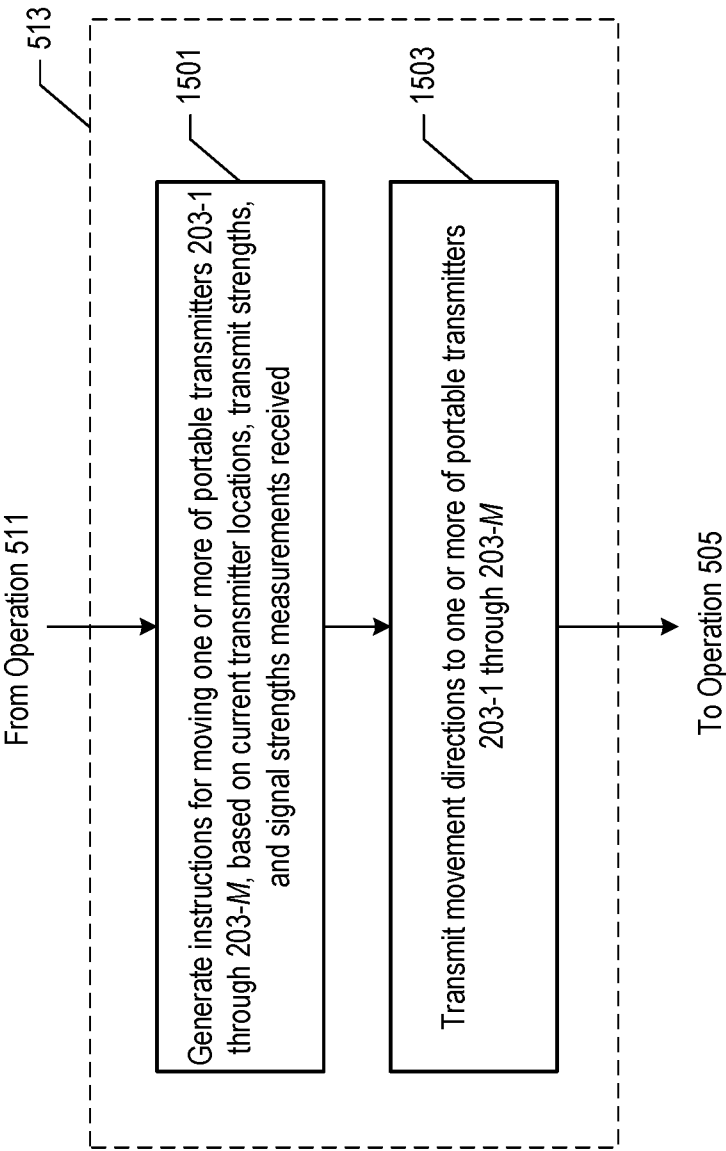 From Operation 511
513
1501
Generate instructions for moving one or more of portable transmitters 203-1
through 203-M, based on current transmitter locations, transmit strengths,
and signal strengths measurements received
1503
Transmit movement directions to one or more of portable transmitters
203-1 through 203-M
To Operation 505